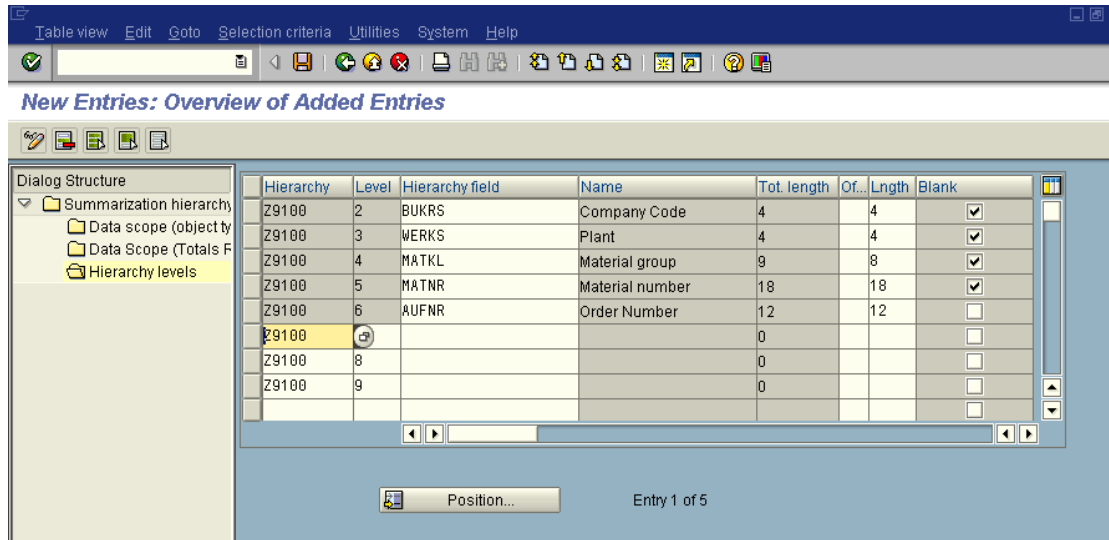 Table view Edit Goto Selection criteria Utilities System Help
New Entries: Overview of Added Entries
Dialog Structure
Summarization hierarchy
Data scope (object ty
Data Scope (Totals R
Hierarchy levels
Hierarchy Level Hierarchy field Name Tot. length Of... Lngth Blank
Z9100 2 BUKRS Company Code 4 4
Z9100 3 WERKS Plant 4 4
Z9100 4 MATKL Material group 9 8
Z9100 5 MATNR Material number 18 18
Z9100 6 AUFNR Order Number 12 12
Z9100 0
Z9100 8 0
Z9100 9 0
Position... Entry 1 of 5